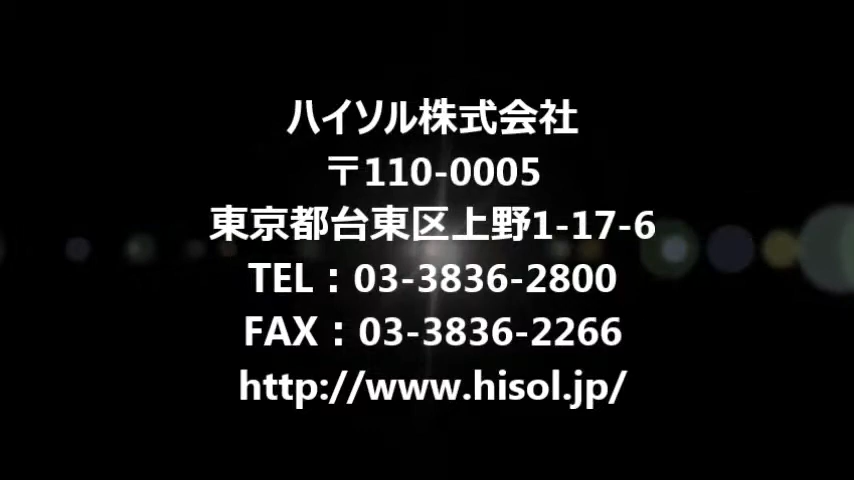 ハイソル株式会社
〒110-0005
東京都台東区上野1-17-6
TEL：03-3836-2800
FAX：03-3836-2266
http://www.hisol.jp/